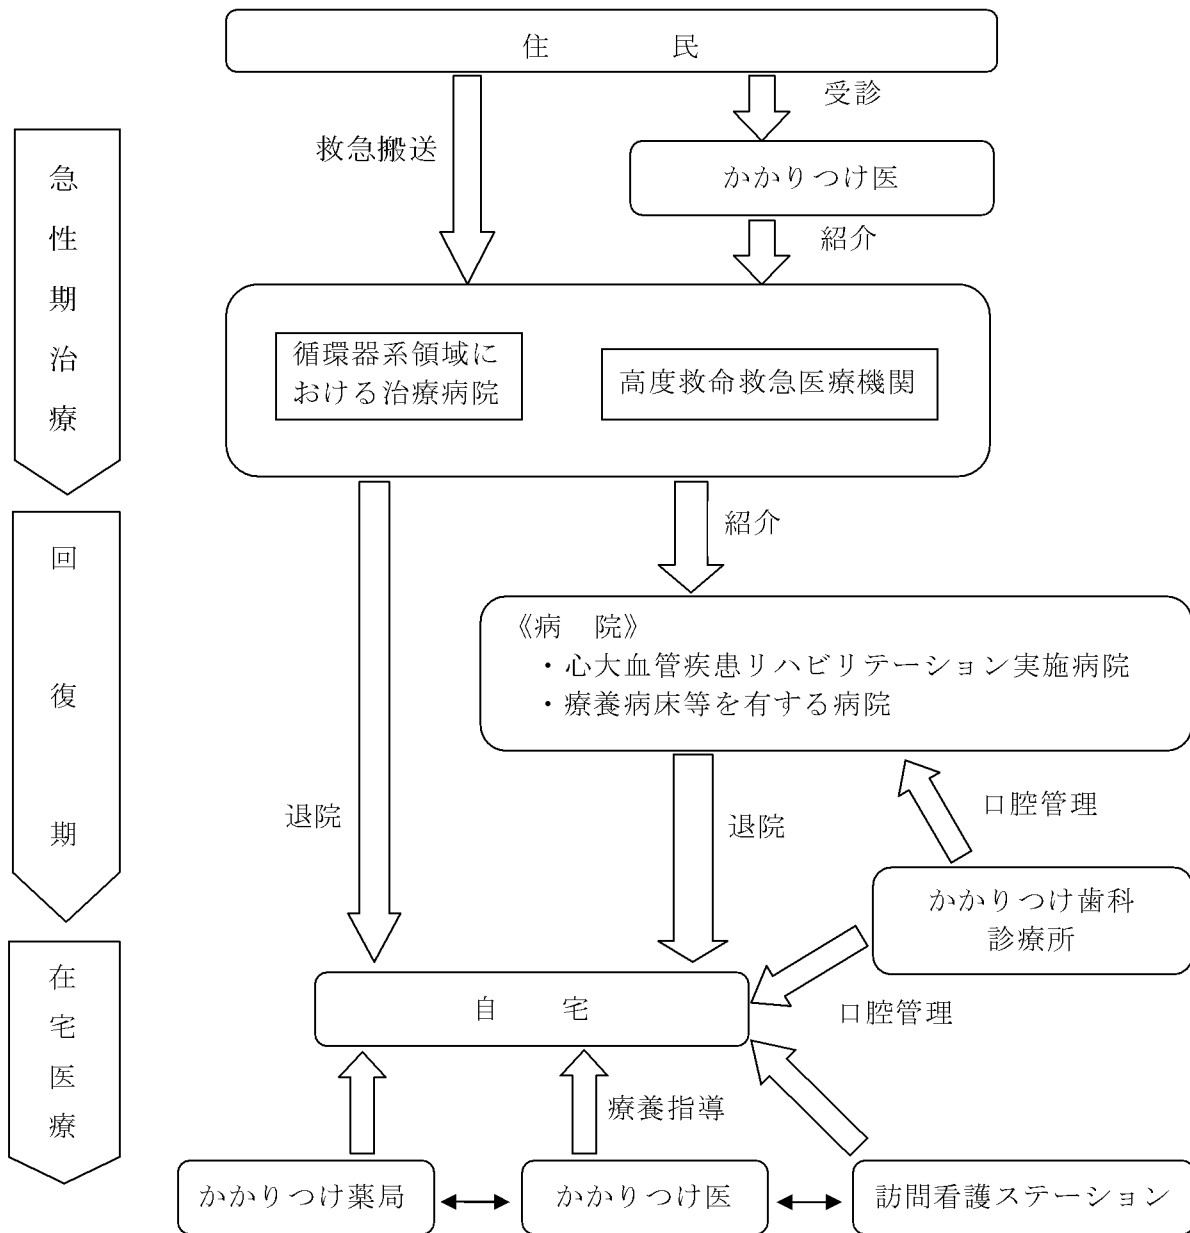 住　　　民
受診
救急搬送
かかりつけ医
紹介
急性期治療
循環器系領域に
おける治療病院
高度救命救急医療機関
紹介
回復期
《病　院》
・心大血管疾患リハビリテーション実施病院
・療養病床等を有する病院
退院
退院
口腔管理
かかりつけ歯科
診療所
在宅医療
自　　宅
口腔管理
療養指導
かかりつけ薬局
かかりつけ医
訪問看護ステーション